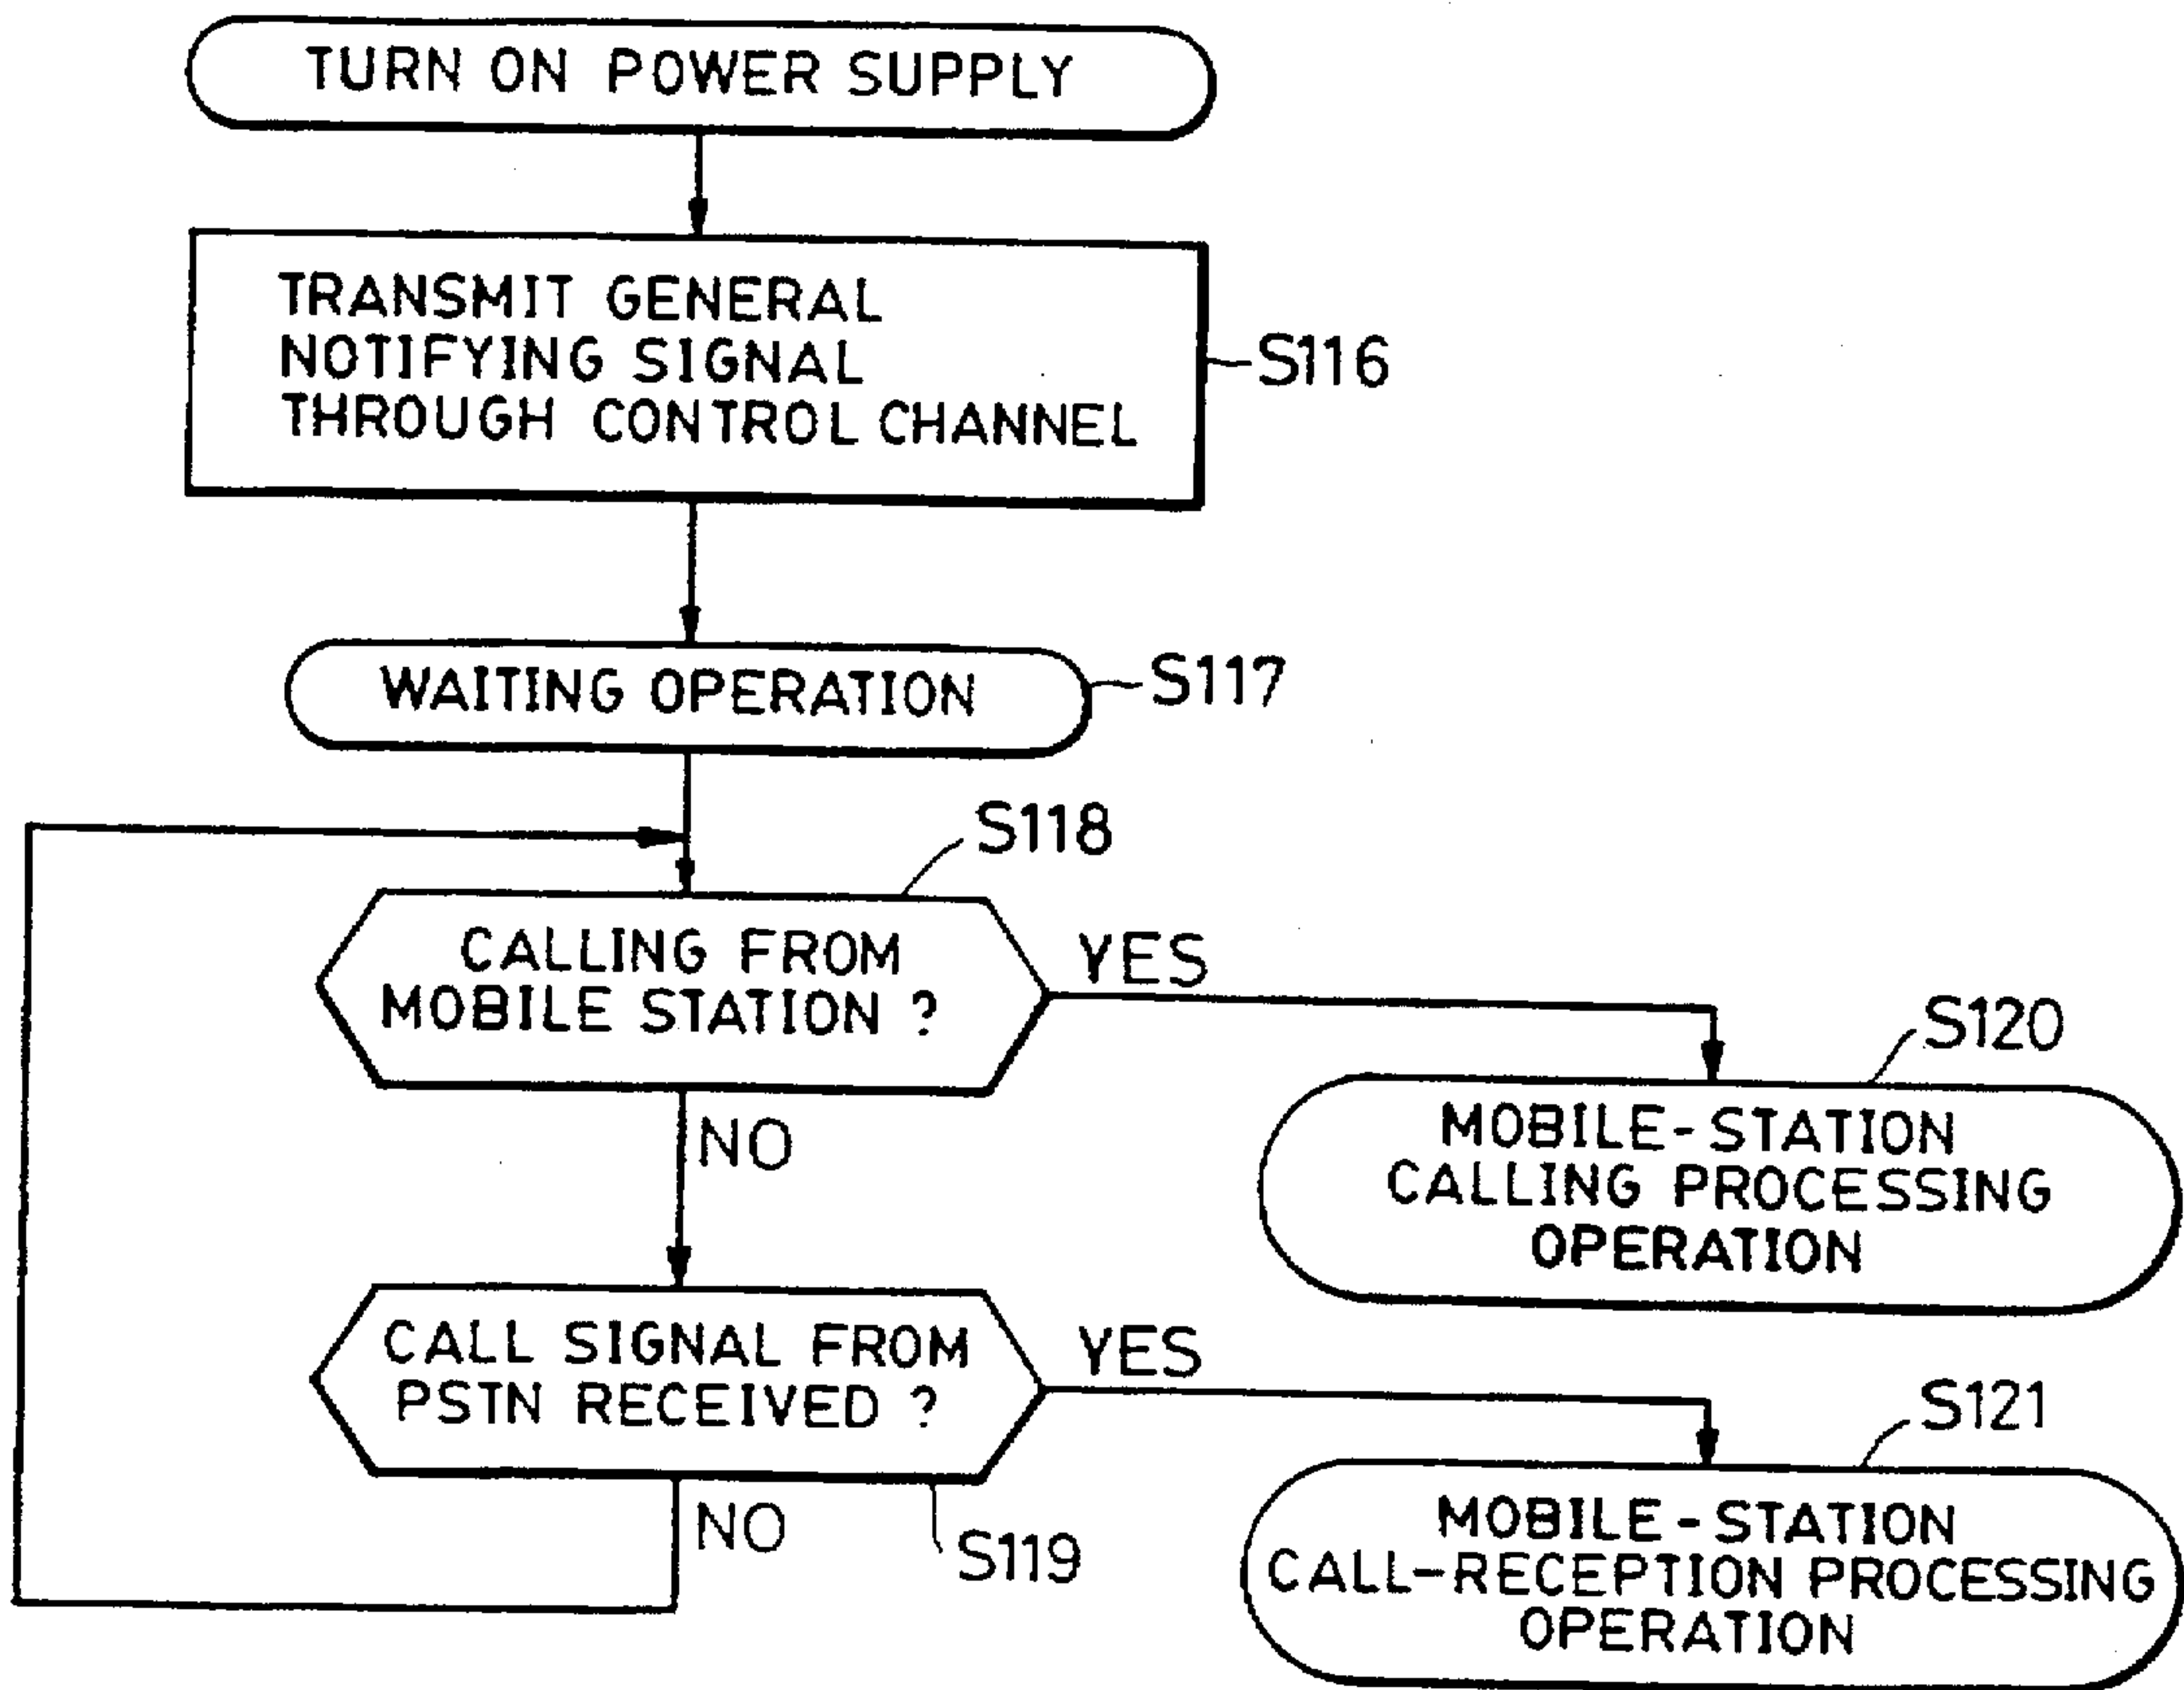 TURN ON POWER SUPPLY
TRANSMIT GENERAL
NOTIFYING SIGNAL
THROUGH CONTROL CHANNEL
S116
WAITING OPERATION
S117
S118
CALLING FROM
MOBILE STATION ?
YES
NO
S120
MOBILE-STATION
CALLING PROCESSING
OPERATION
CALL SIGNAL FROM
PSTN RECEIVED ?
YES
NO
S119
S121
MOBILE-STATION
CALL-RECEPTION PROCESSING
OPERATION